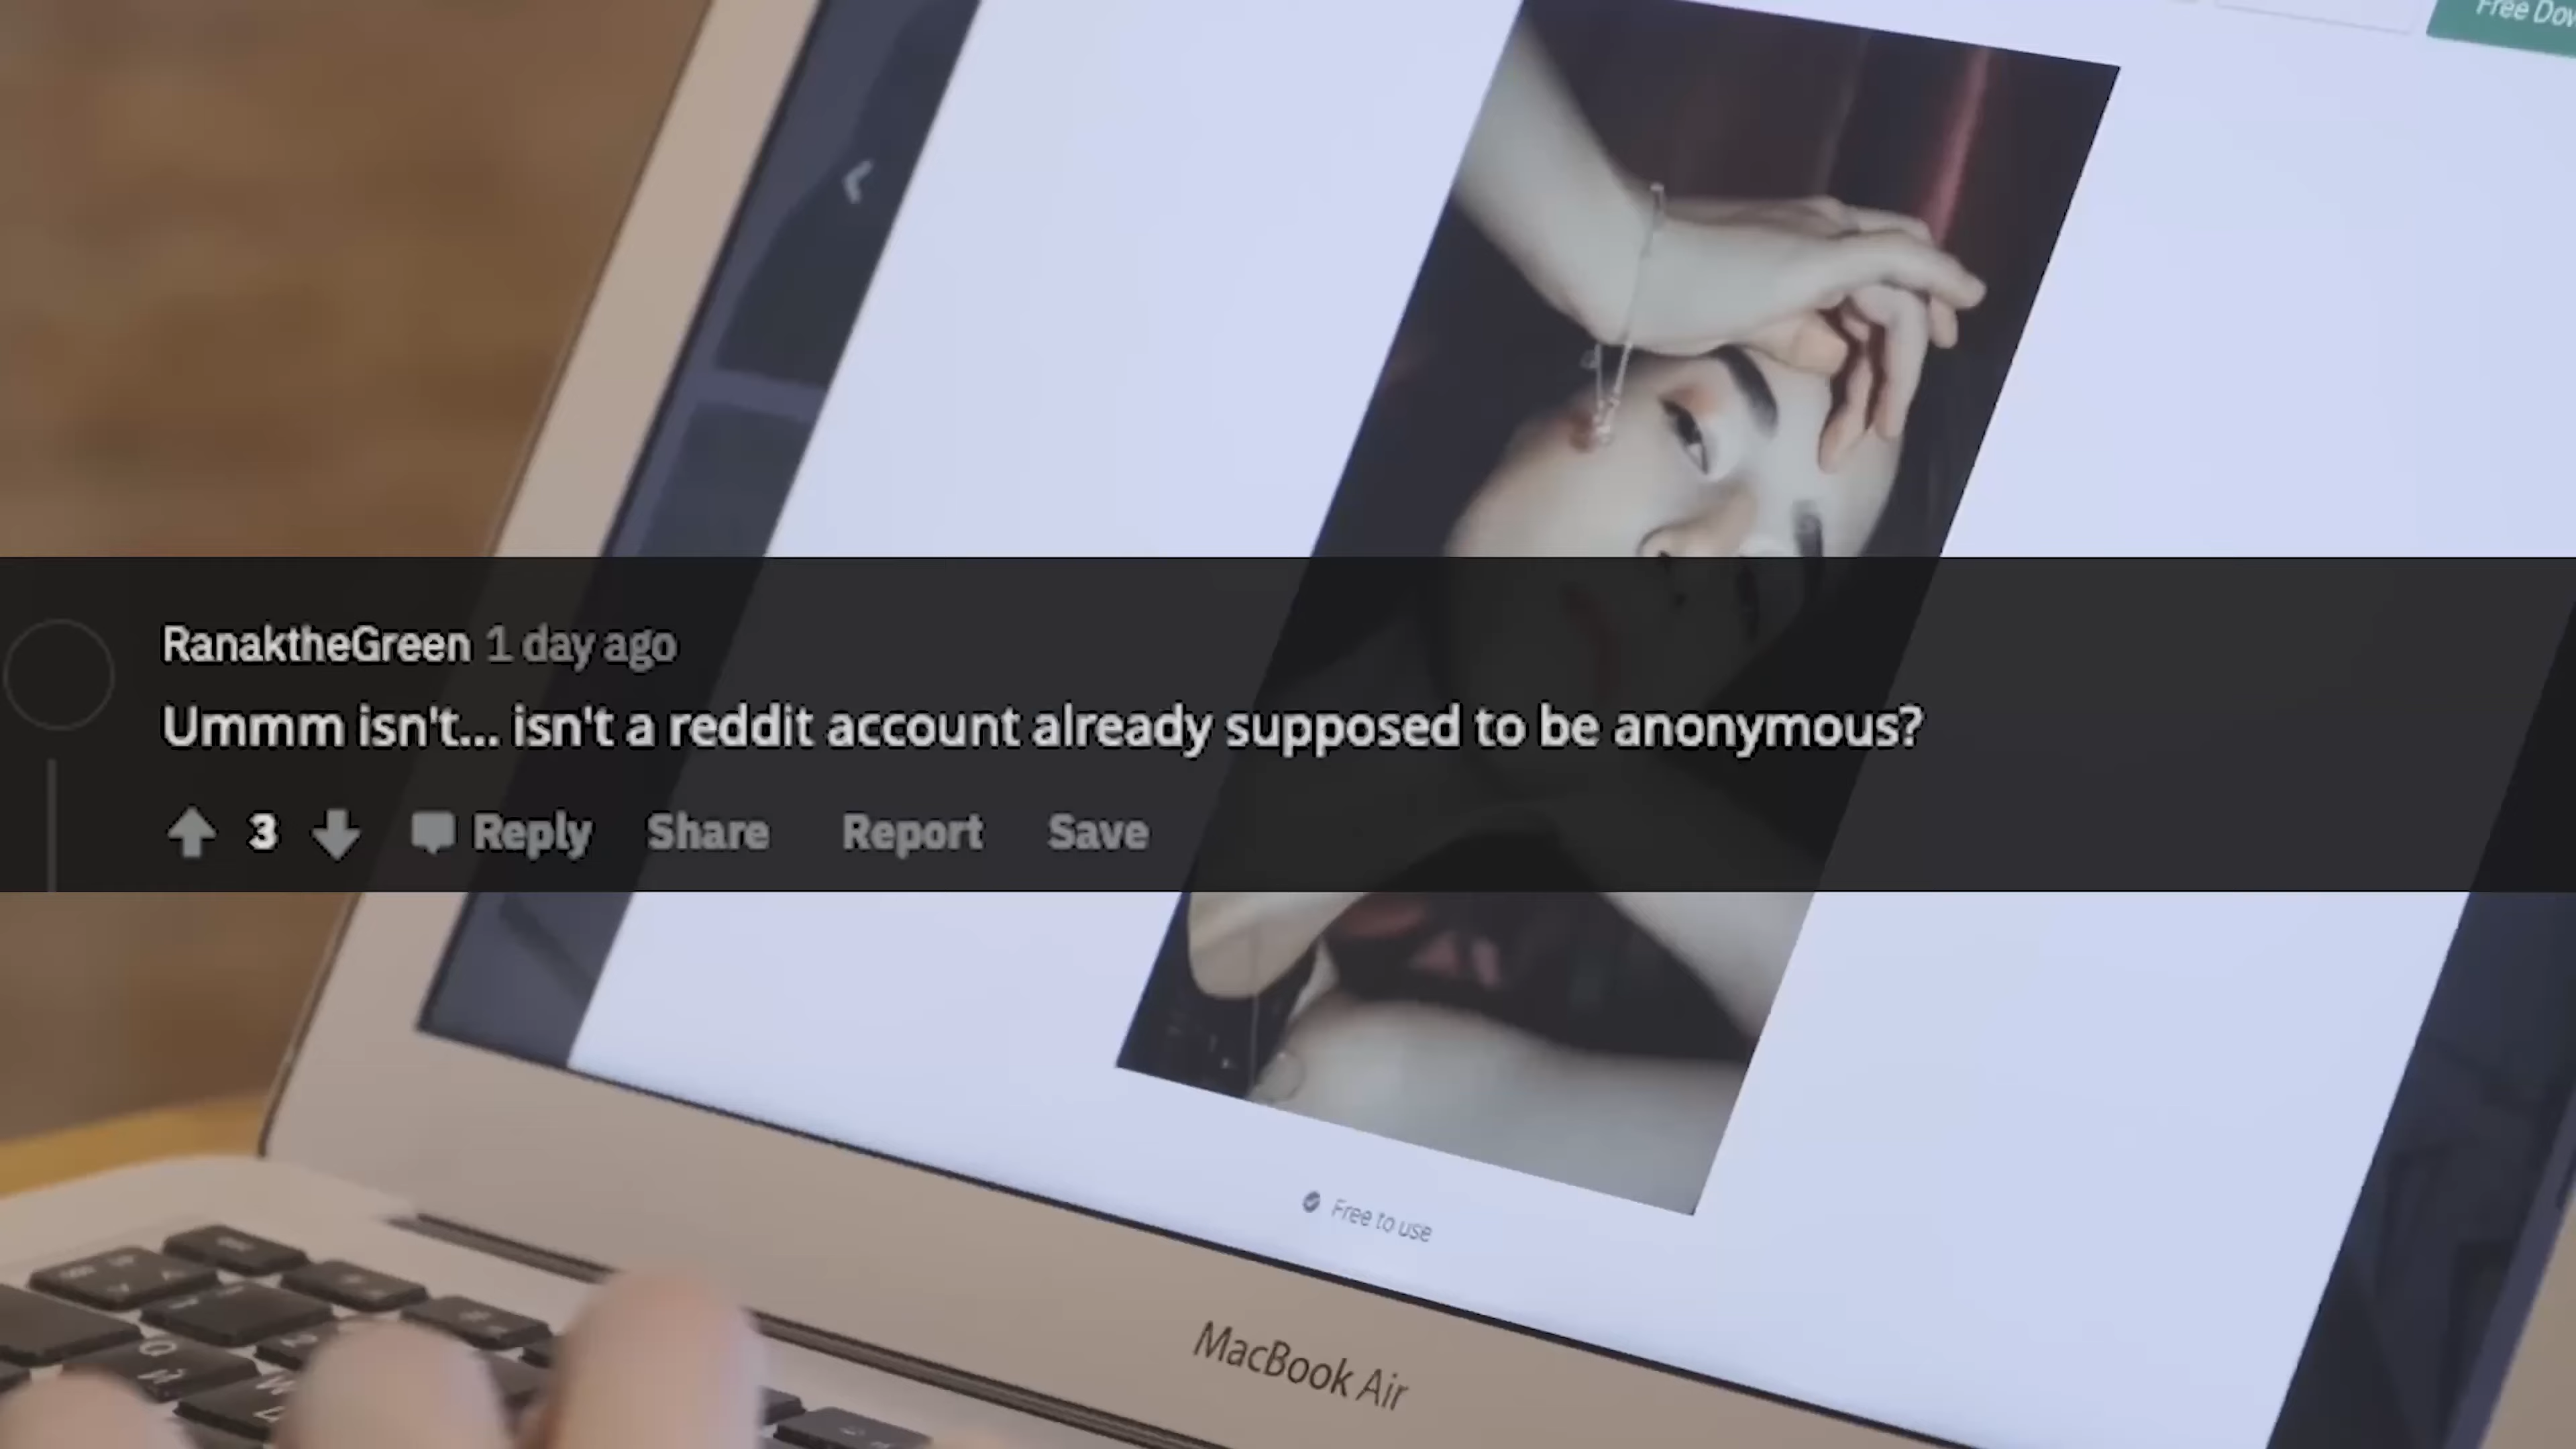 Free Dow
RanaktheGreen 1 day ago
Ummm isn't... isn't a reddit account already supposed to be anonymous?
3 Reply Share Report Save
Free to use
MacBook Air